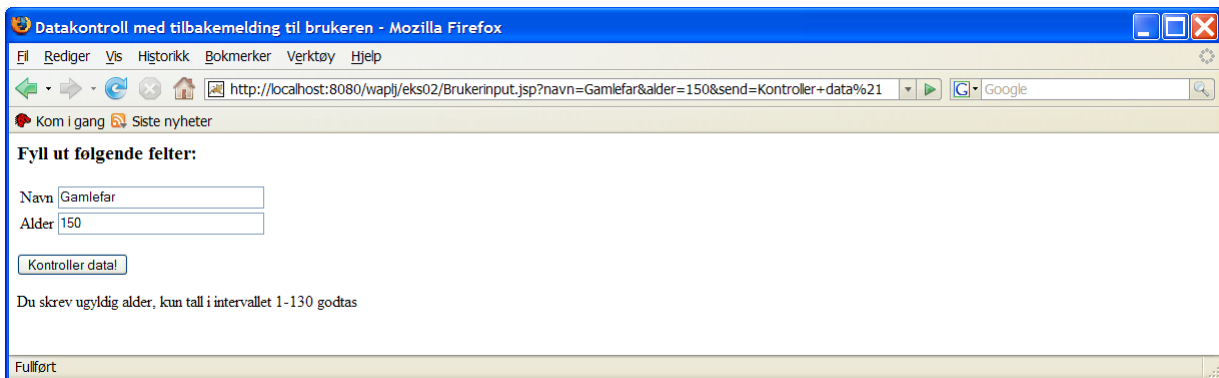 Datakontroll med tilbakemelding til brukeren - Mozilla Firefox
Fil Rediger Vis Historikk Bokmerker Verktøy Hjelp
http://localhost:8080/waplj/eks02/Brukerinput.jsp?navn=Gamlefar&alder=150&send=Kontroller+data%21 G Google
Kom i gang Siste nyheter
Fyll ut følgende felter:
Navn Gamlefar
Alder 150
Kontroller data!
Du skrev ugyldig alder, kun tall i intervallet 1-130 godtas
Fullført